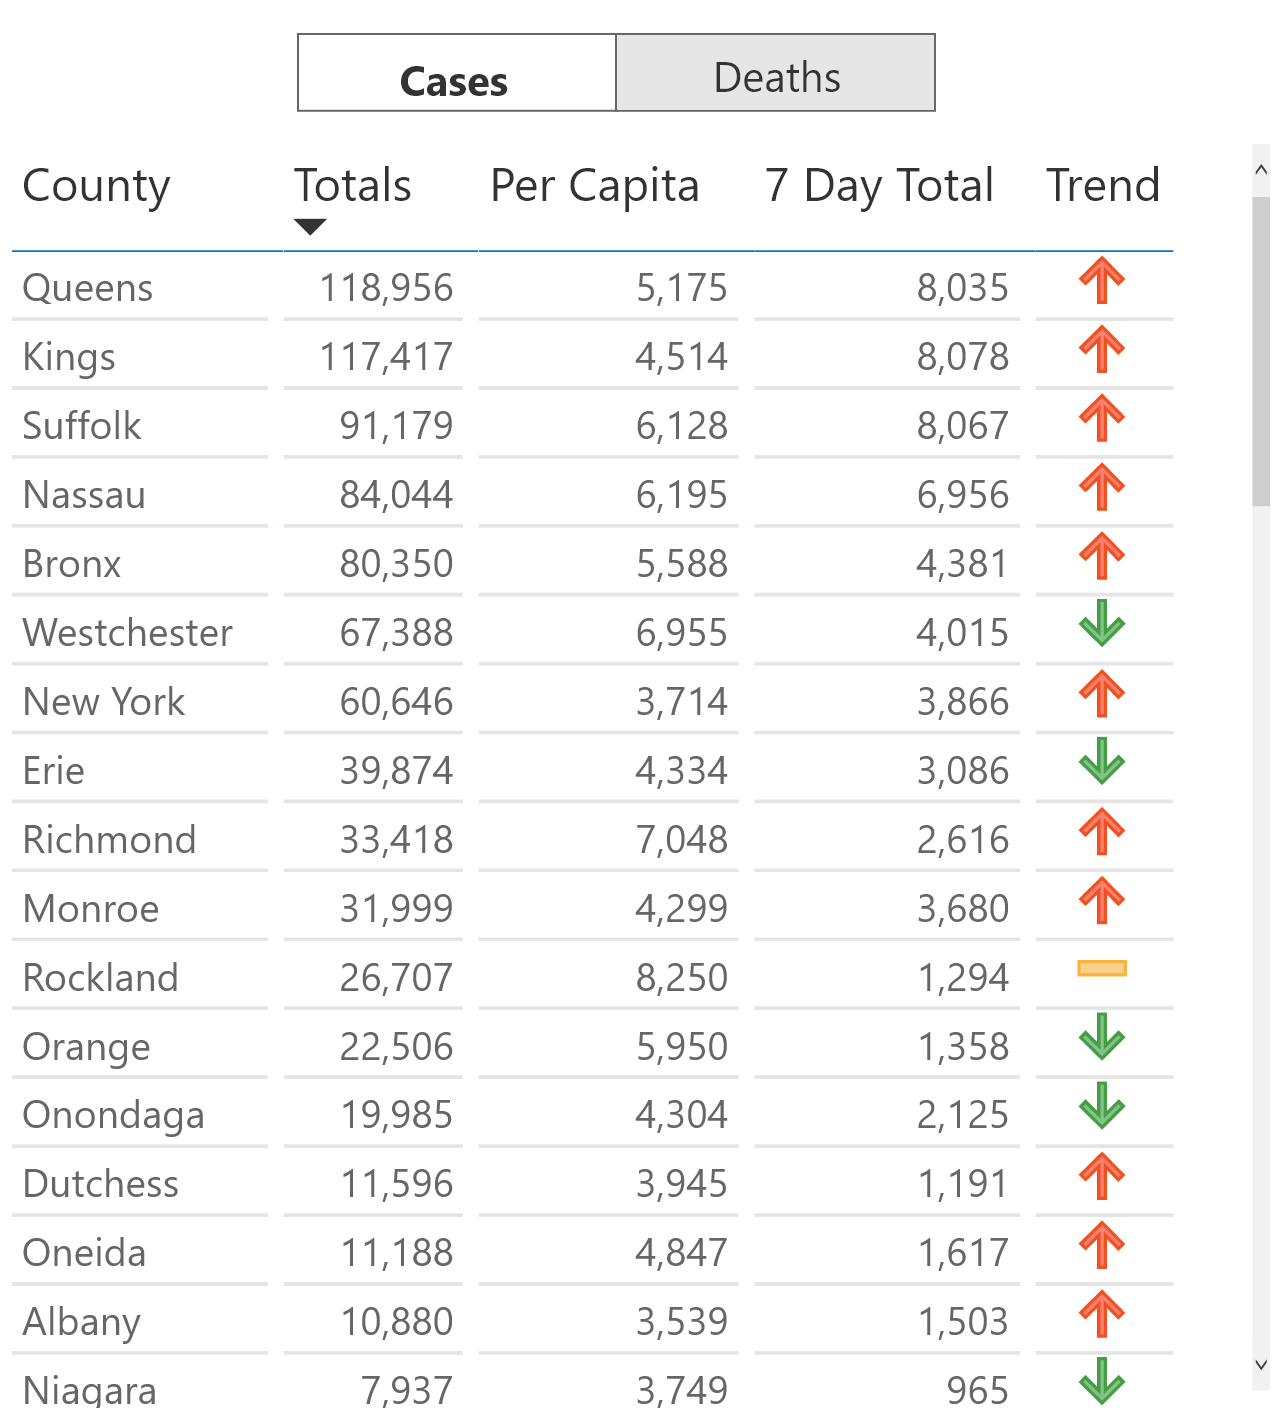 Cases Deaths
County Totals Per Capita 7 Day Total Trend
Queens 118,956 5,175 8,035
Kings 117,417 4,514 8,078
Suffolk 91,179 6,128 8,067
Nassau 84,044 6,195 6,956
Bronx 80,350 5,588 4,381
Westchester 67,388 6,955 4,015
New York 60,646 3,714 3,866
Erie 39,874 4,334 3,086
Richmond 33,418 7,048 2,616
Monroe 31,999 4,299 3,680
Rockland 26,707 8,250 1,294
Orange 22,506 5,950 1,358
Onondaga 19,985 4,304 2,125
Dutchess 11,596 3,945 1,191
Oneida 11,188 4,847 1,617
Albany 10,880 3,539 1,503
Niagara 7,937 3,749 965